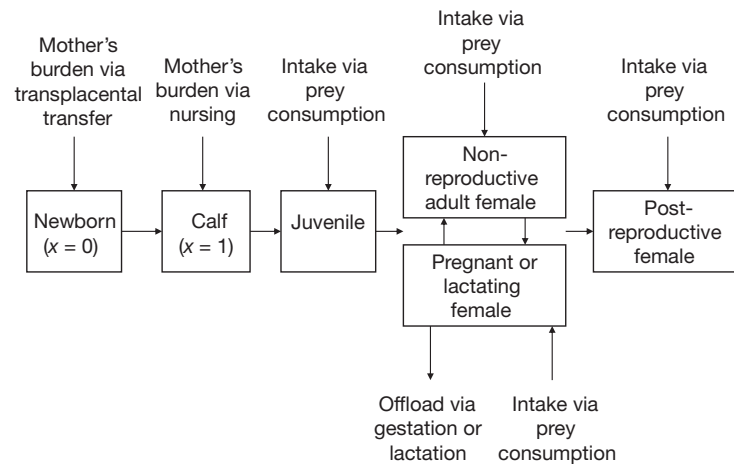 Mother's
burden via
transplacental
transfer
Mother's
burden via
nursing
Intake via
prey
consumption
Intake via
prey
consumption
Intake via
prey
consumption
Newborn
(x = 0)
Calf
(x = 1)
Juvenile
Non-
reproductive
adult female
Pregnant or
lactating
female
Post-
reproductive
female
Offload via
gestation or
lactation
Intake via
prey
consumption